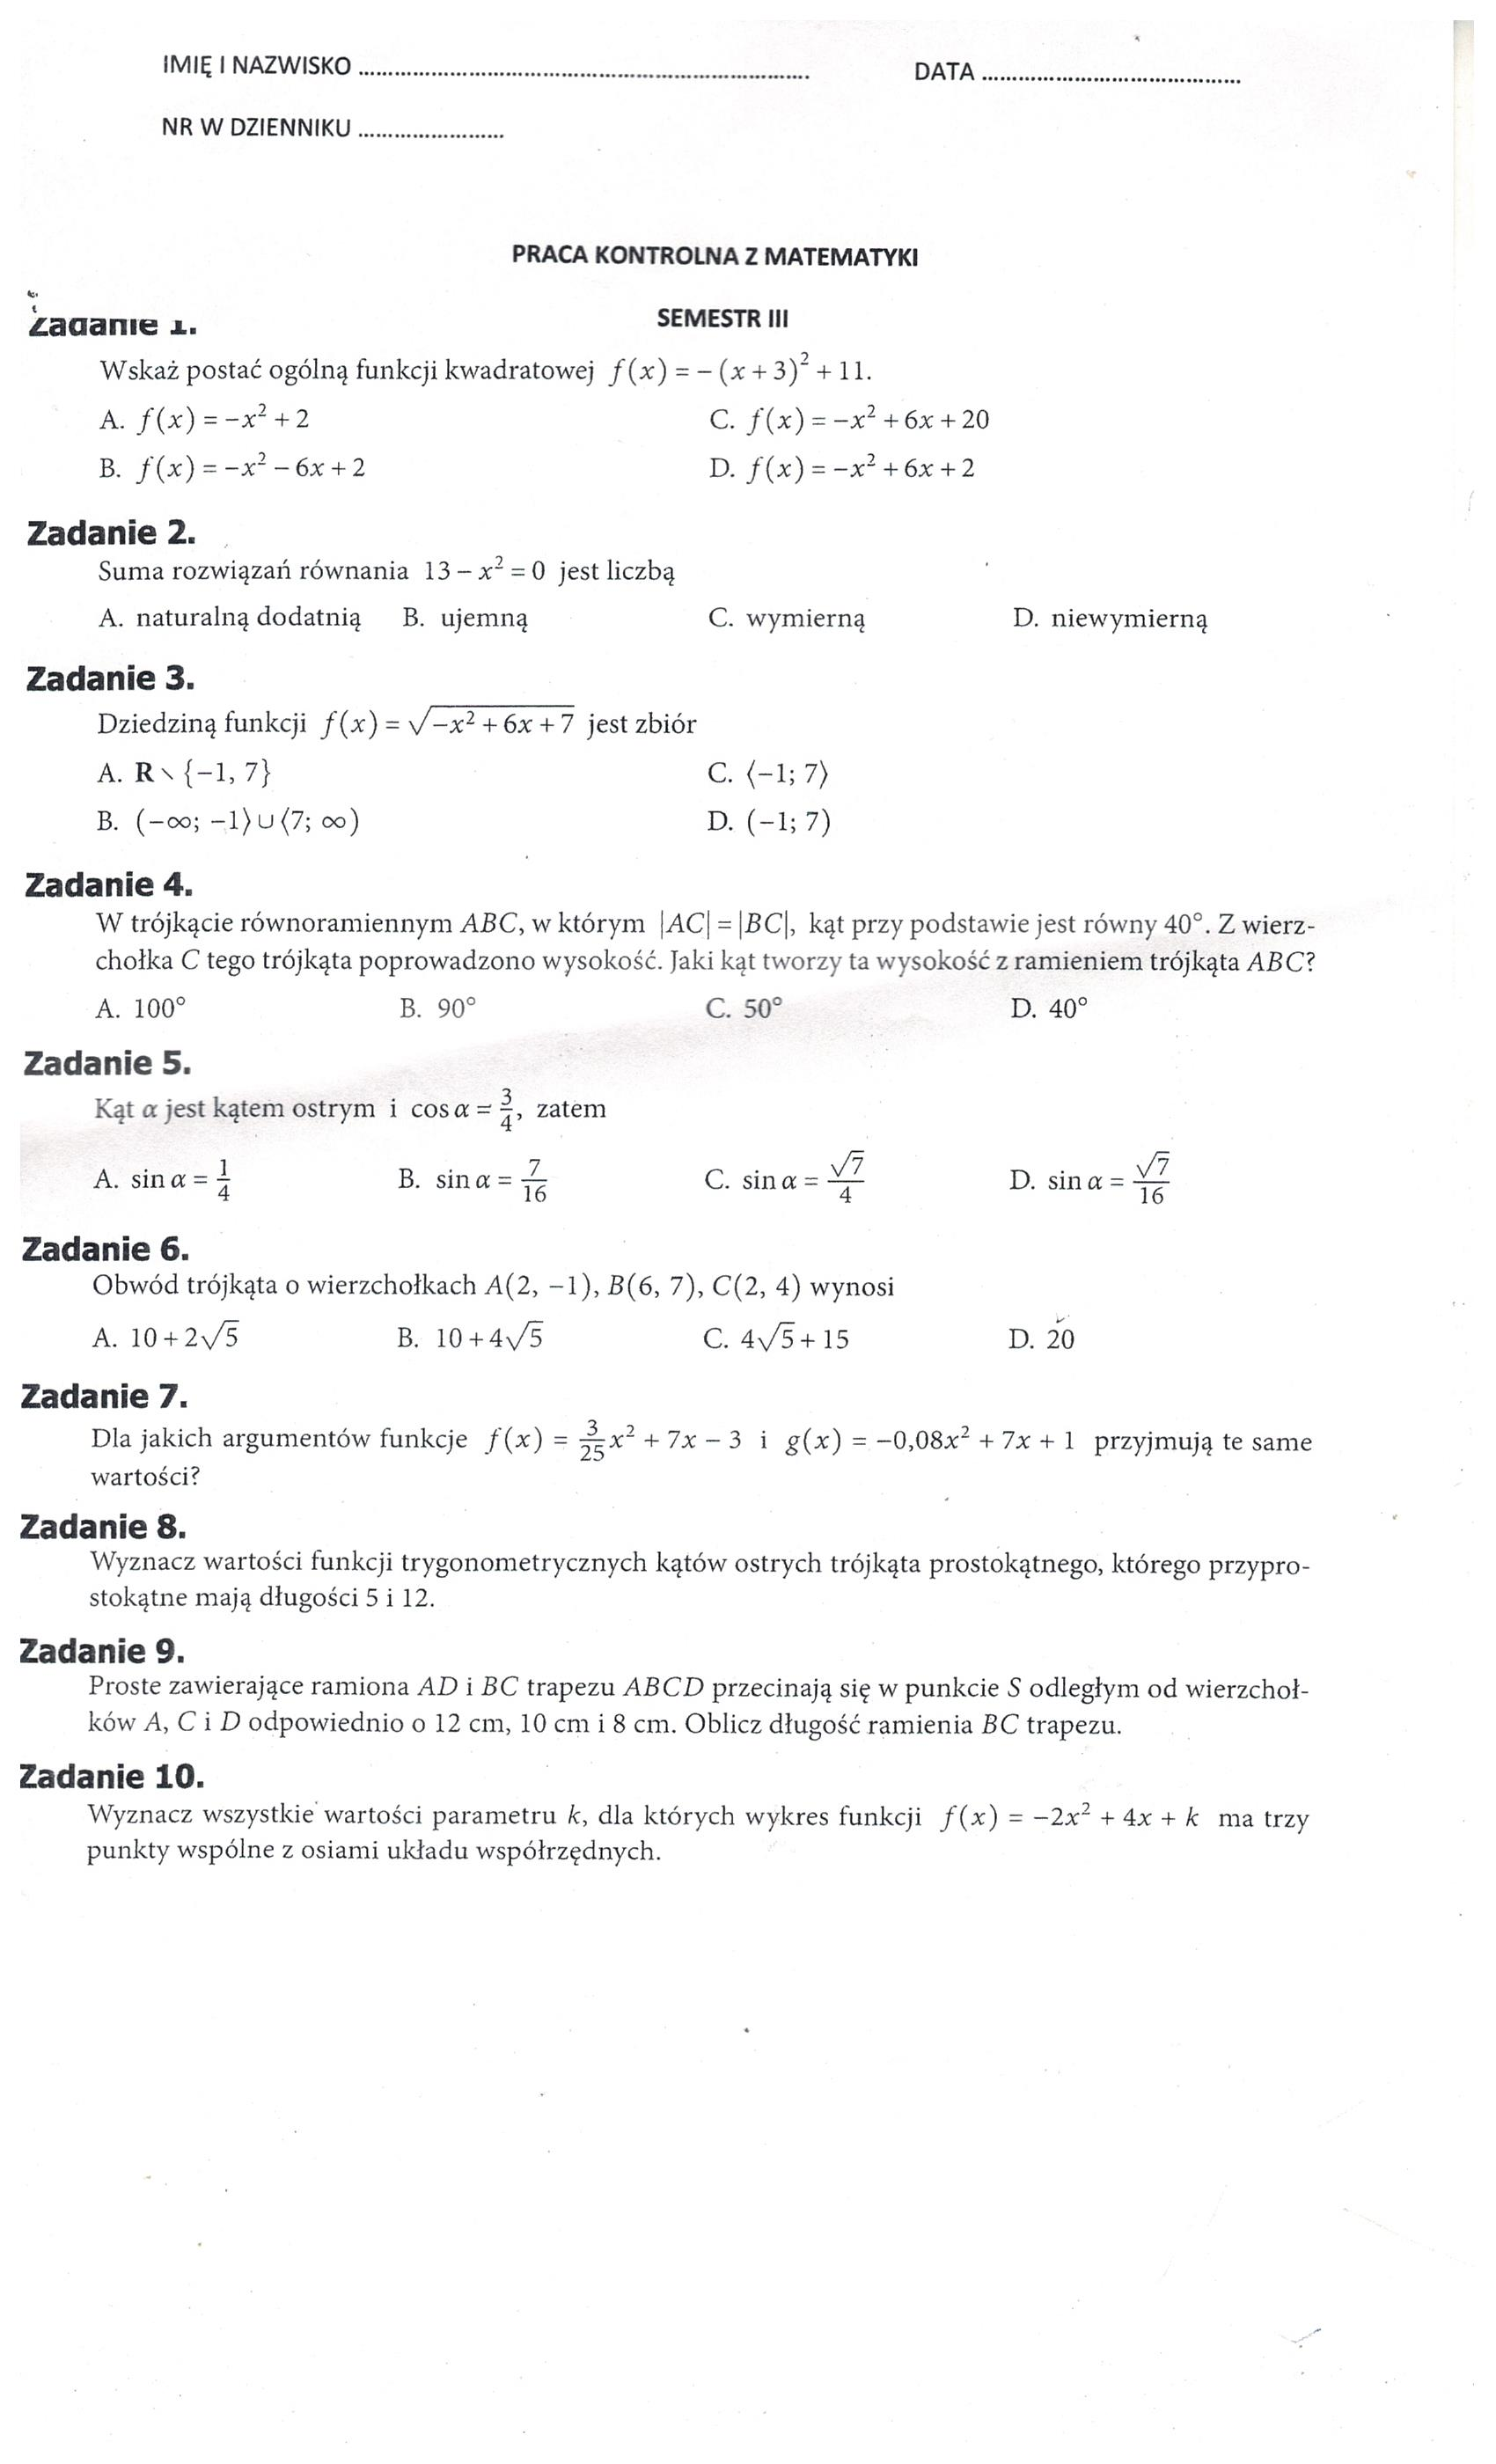 IMIĘ I NAZWISKO ........................................ DATA ........................................
NR W DZIENNIKU ........................
PRACA KONTROLNA Z MATEMATYKI
Zadanie 1.
SEMESTR III
Wskaż postać ogólną funkcji kwadratowej f(x) = −(x + 3)² + 11.
A. f(x) = −x² + 2 C. f(x) = −x² + 6x + 20
B. f(x) = −x² − 6x + 2 D. f(x) = −x² + 6x + 2
Zadanie 2.
Suma rozwiązań równania 13 − x² = 0 jest liczbą
A. naturalną dodatnią B. ujemną C. wymierną D. niewymierną
Zadanie 3.
Dziedziną funkcji f(x) = √(−x² + 6x + 7) jest zbiór
A. R \ {−1, 7} C. ⟨−1; 7⟩
B. (−∞; −1⟩ ∪ ⟨7; ∞) D. (−1; 7)
Zadanie 4.
W trójkącie równoramiennym ABC, w którym |AC| = |BC|, kąt przy podstawie jest równy 40°. Z wierz-
chołka C tego trójkąta poprowadzono wysokość. Jaki kąt tworzy ta wysokość z ramieniem trójkąta ABC?
A. 100° B. 90° C. 50° D. 40°
Zadanie 5.
Kąt α jest kątem ostrym i cos α = 3/4, zatem
A. sin α = 1/4 B. sin α = 7/16 C. sin α = √7/4 D. sin α = √7/16
Zadanie 6.
Obwód trójkąta o wierzchołkach A(2, −1), B(6, 7), C(2, 4) wynosi
A. 10 + 2√5 B. 10 + 4√5 C. 4√5 + 15 D. 20
Zadanie 7.
Dla jakich argumentów funkcje f(x) = 3/25 x² + 7x − 3 i g(x) = −0,08x² + 7x + 1 przyjmują te same
wartości?
Zadanie 8.
Wyznacz wartości funkcji trygonometrycznych kątów ostrych trójkąta prostokątnego, którego przypro-
stokątne mają długości 5 i 12.
Zadanie 9.
Proste zawierające ramiona AD i BC trapezu ABCD przecinają się w punkcie S odległym od wierzchoł-
ków A, C i D odpowiednio o 12 cm, 10 cm i 8 cm. Oblicz długość ramienia BC trapezu.
Zadanie 10.
Wyznacz wszystkie wartości parametru k, dla których wykres funkcji f(x) = −2x² + 4x + k ma trzy
punkty wspólne z osiami układu współrzędnych.